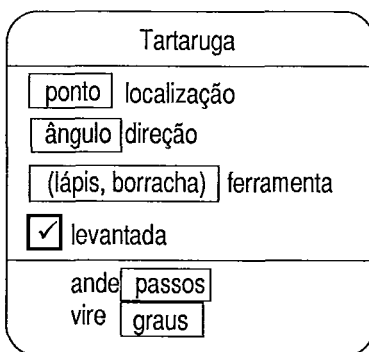 Tartaruga
ponto localização
ângulo direção
(lápis, borracha) ferramenta
✓ levantada
ande passos
vire graus